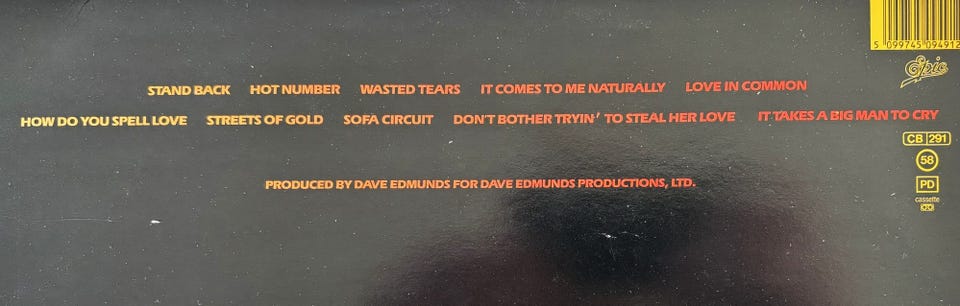 5 099745 094912
Epic
STAND BACK HOT NUMBER WASTED TEARS IT COMES TO ME NATURALLY LOVE IN COMMON
HOW DO YOU SPELL LOVE STREETS OF GOLD SOFA CIRCUIT DON'T BOTHER TRYIN' TO STEAL HER LOVE IT TAKES A BIG MAN TO CRY
CB 291
58
PD
cassette
PRODUCED BY DAVE EDMUNDS FOR DAVE EDMUNDS PRODUCTIONS, LTD.